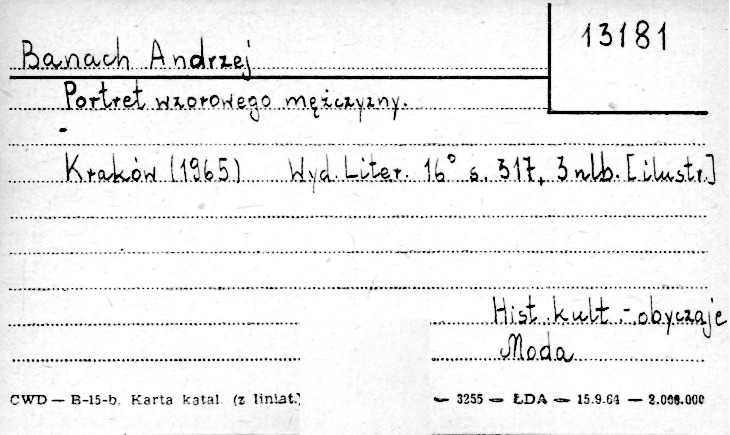 13181
Banach Andrzej
Portret wzorowego mężczyzny.
Kraków (1965) Wyd. Liter. 16° s. 317, 3 nlb. [ilustr.]
Hist. kult - obyczaje
Moda
CWD — B-15-b. Karta katal. (z liniat.) — 3255 — ŁDA — 15.9.64 — 2.000.000